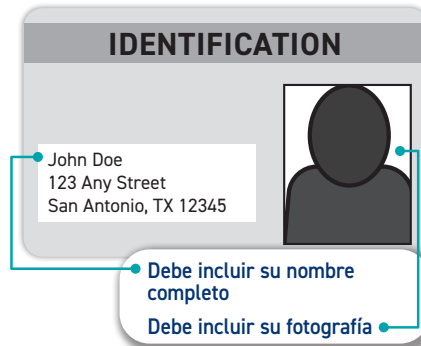 IDENTIFICATION
John Doe
123 Any Street
San Antonio, TX 12345
Debe incluir su nombre
completo
Debe incluir su fotografía